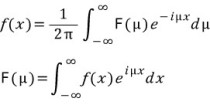 f(x) = 1/2π ∫_{-∞}^{∞} F(μ)e^{-iμx}dμ
F(μ) = ∫_{-∞}^{∞} f(x)e^{iμx}dx